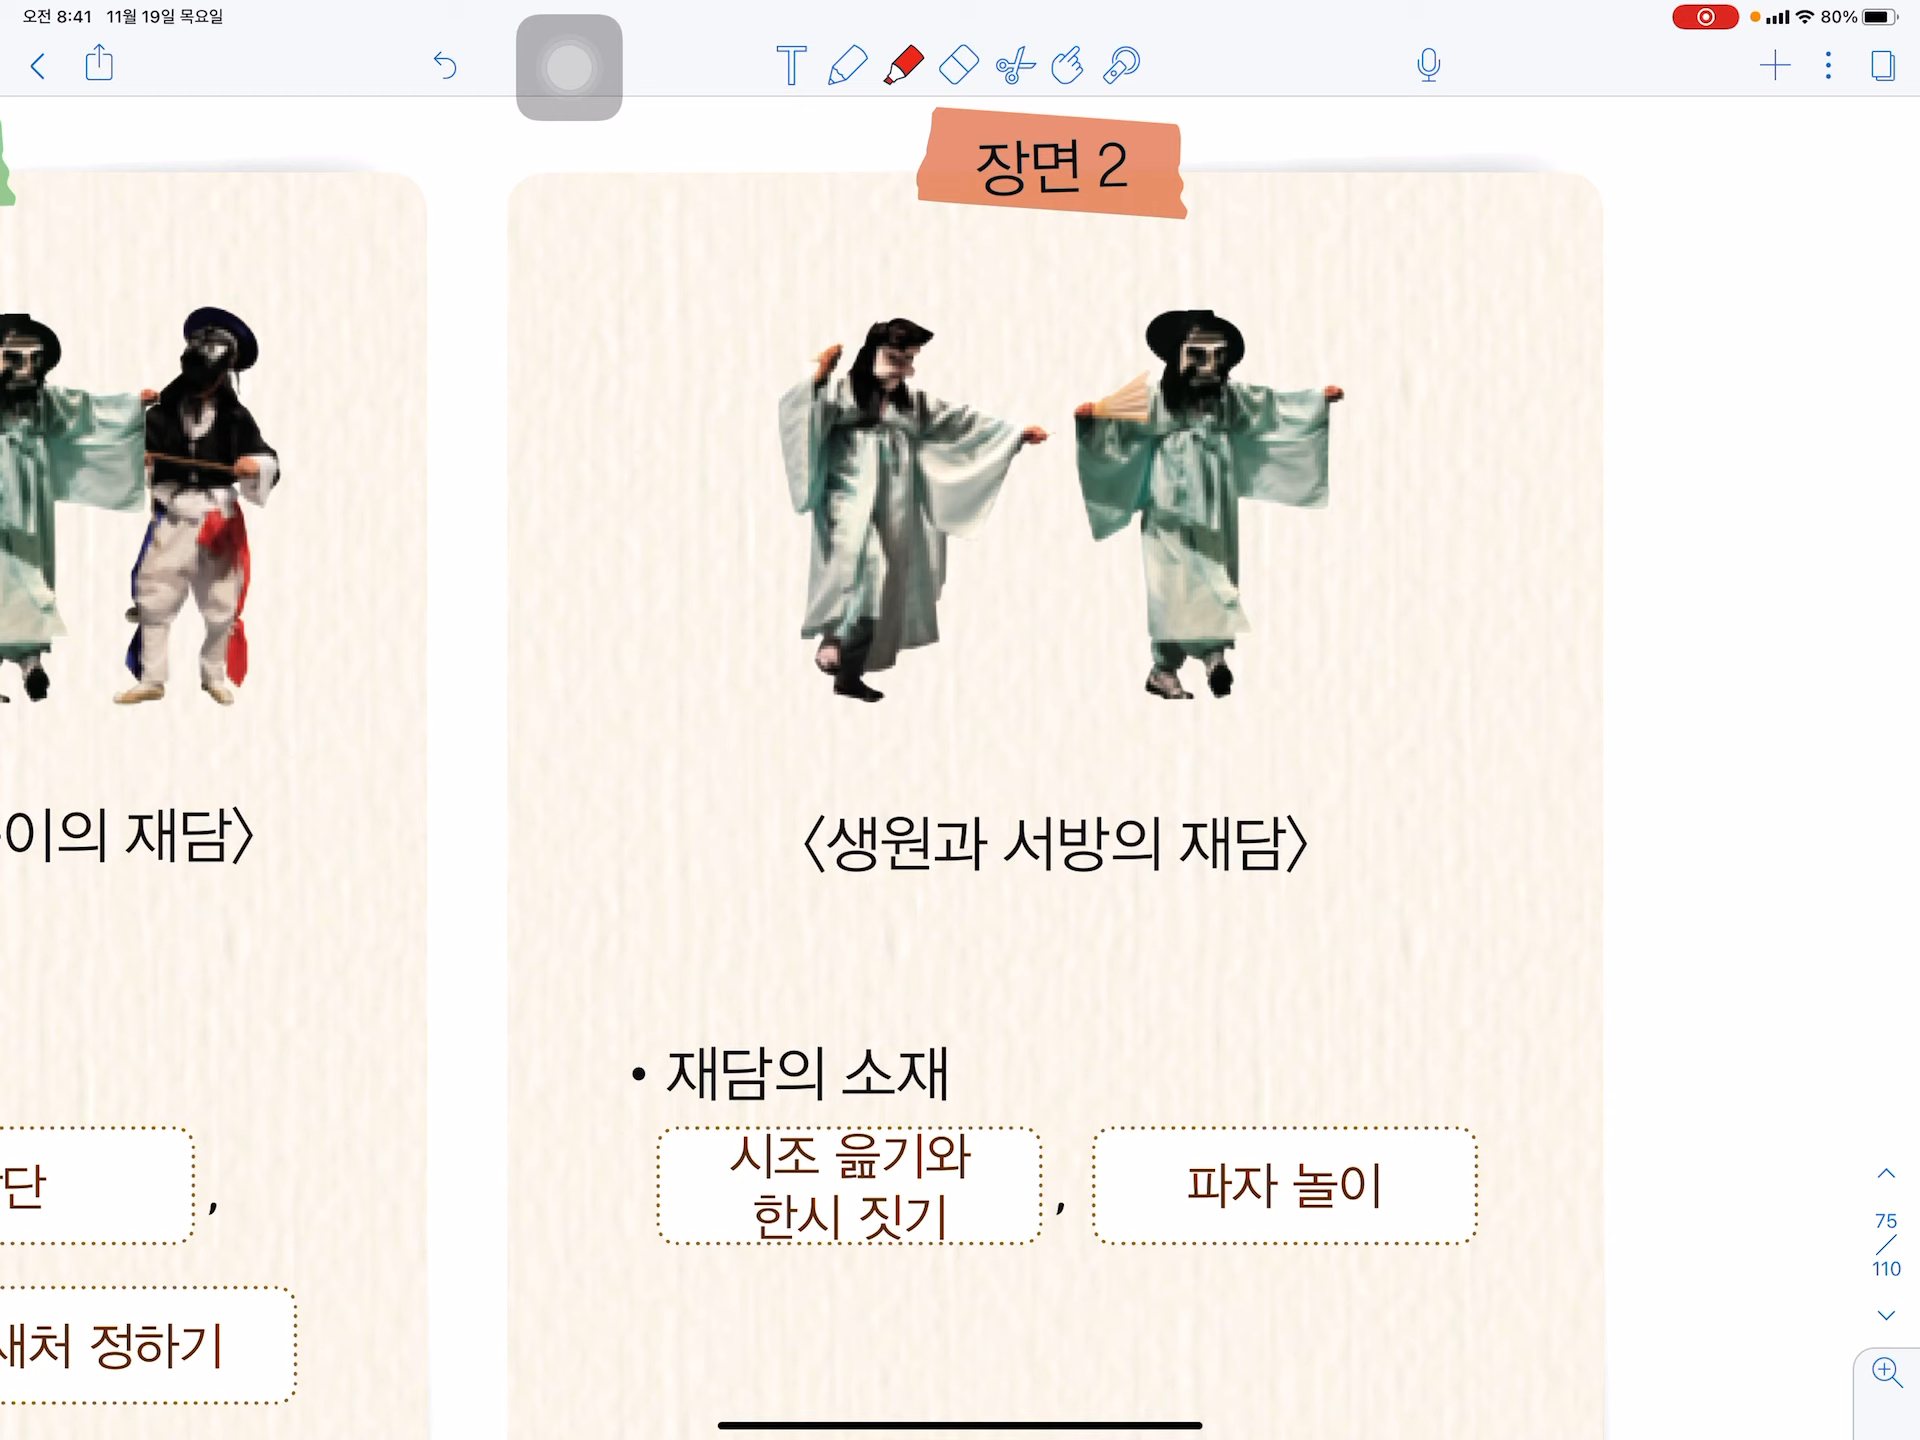 오전 8:41 11월 19일 목요일
80%
T
장면 2
이의 재담〉
〈생원과 서방의 재담〉
• 재담의 소재
단 ,
시조 읊기와
한시 짓기 ,
파자 놀이
새처 정하기
75
110